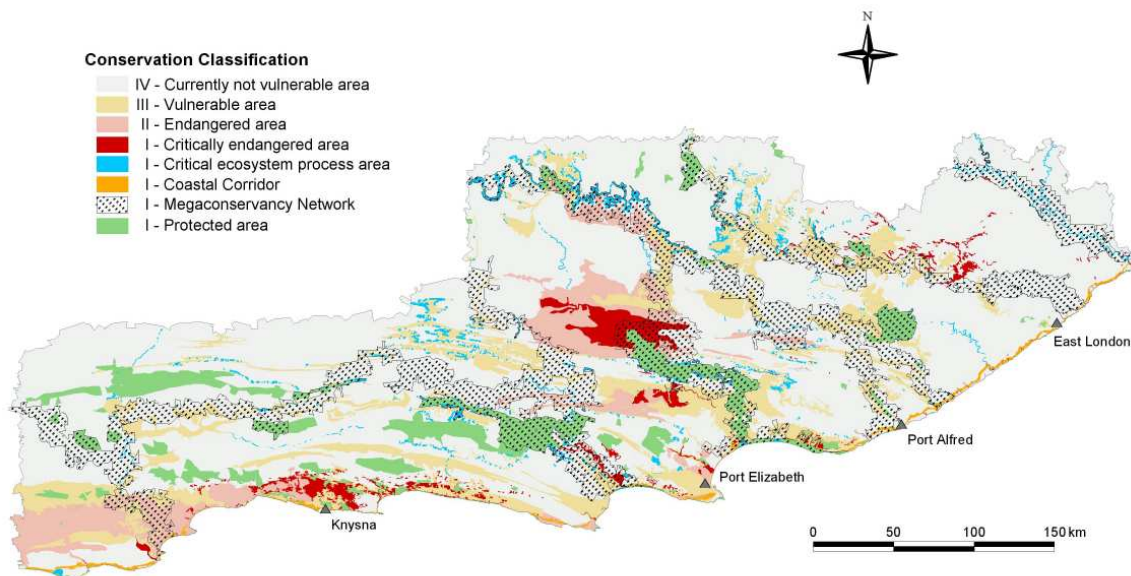 N
Conservation Classification
IV - Currently not vulnerable area
III - Vulnerable area
II - Endangered area
I - Critically endangered area
I - Critical ecosystem process area
I - Coastal Corridor
I - Megaconservancy Network
I - Protected area
East London
Port Alfred
Port Elizabeth
Knysna
0 50 100 150 km